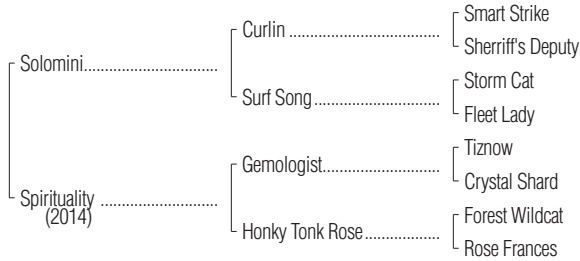 Smart Strike
Curlin
Sherriff's Deputy
Solomini
Storm Cat
Surf Song
Fleet Lady
Tiznow
Gemologist
Crystal Shard
Spirituality
(2014)
Forest Wildcat
Honky Tonk Rose
Rose Frances